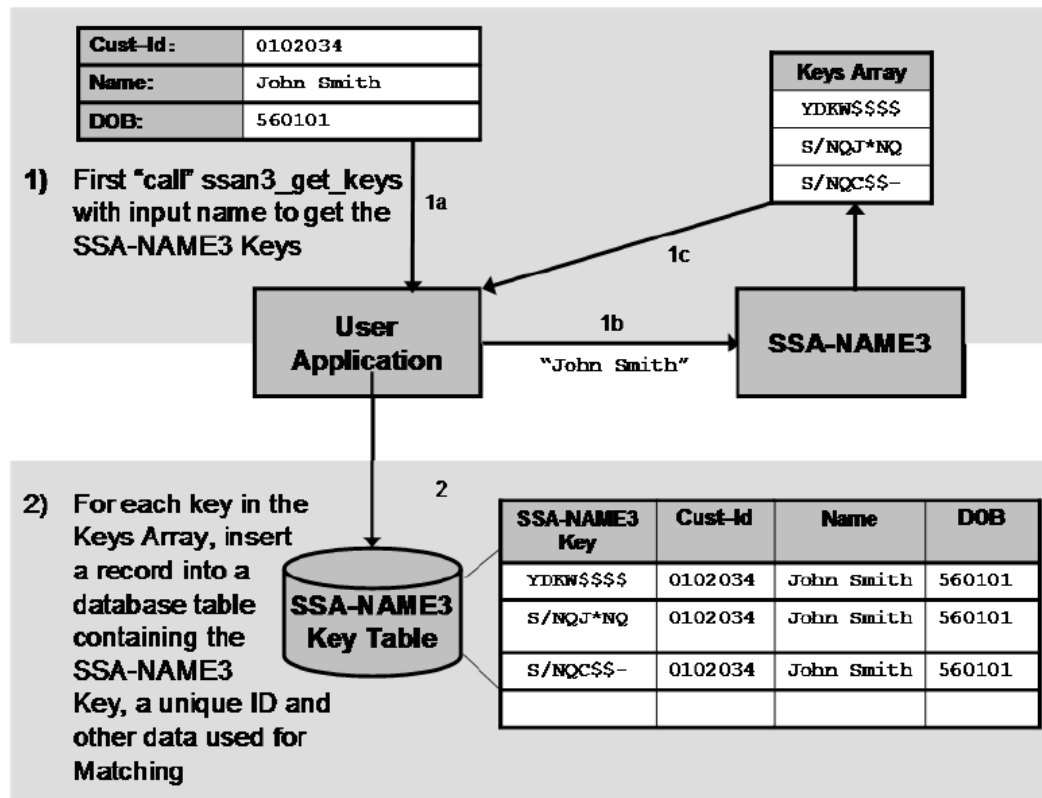 Cust-Id: 0102034
Name: John Smith
DOB: 560101
Keys Array
YDKW$$$$
S/NQJ*NQ
S/NQC$$-
1) First "call" ssan3_get_keys
with input name to get the
SSA-NAME3 Keys
1a
1c
User
Application
1b
"John Smith"
SSA-NAME3
2) For each key in the
Keys Array, insert
a record into a
database table
containing the
SSA-NAME3
Key, a unique ID and
other data used for
Matching
2
SSA-NAME3
Key Table
SSA-NAME3
Key Cust-Id Name DOB
YDKW$$$$ 0102034 John Smith 560101
S/NQJ*NQ 0102034 John Smith 560101
S/NQC$$- 0102034 John Smith 560101